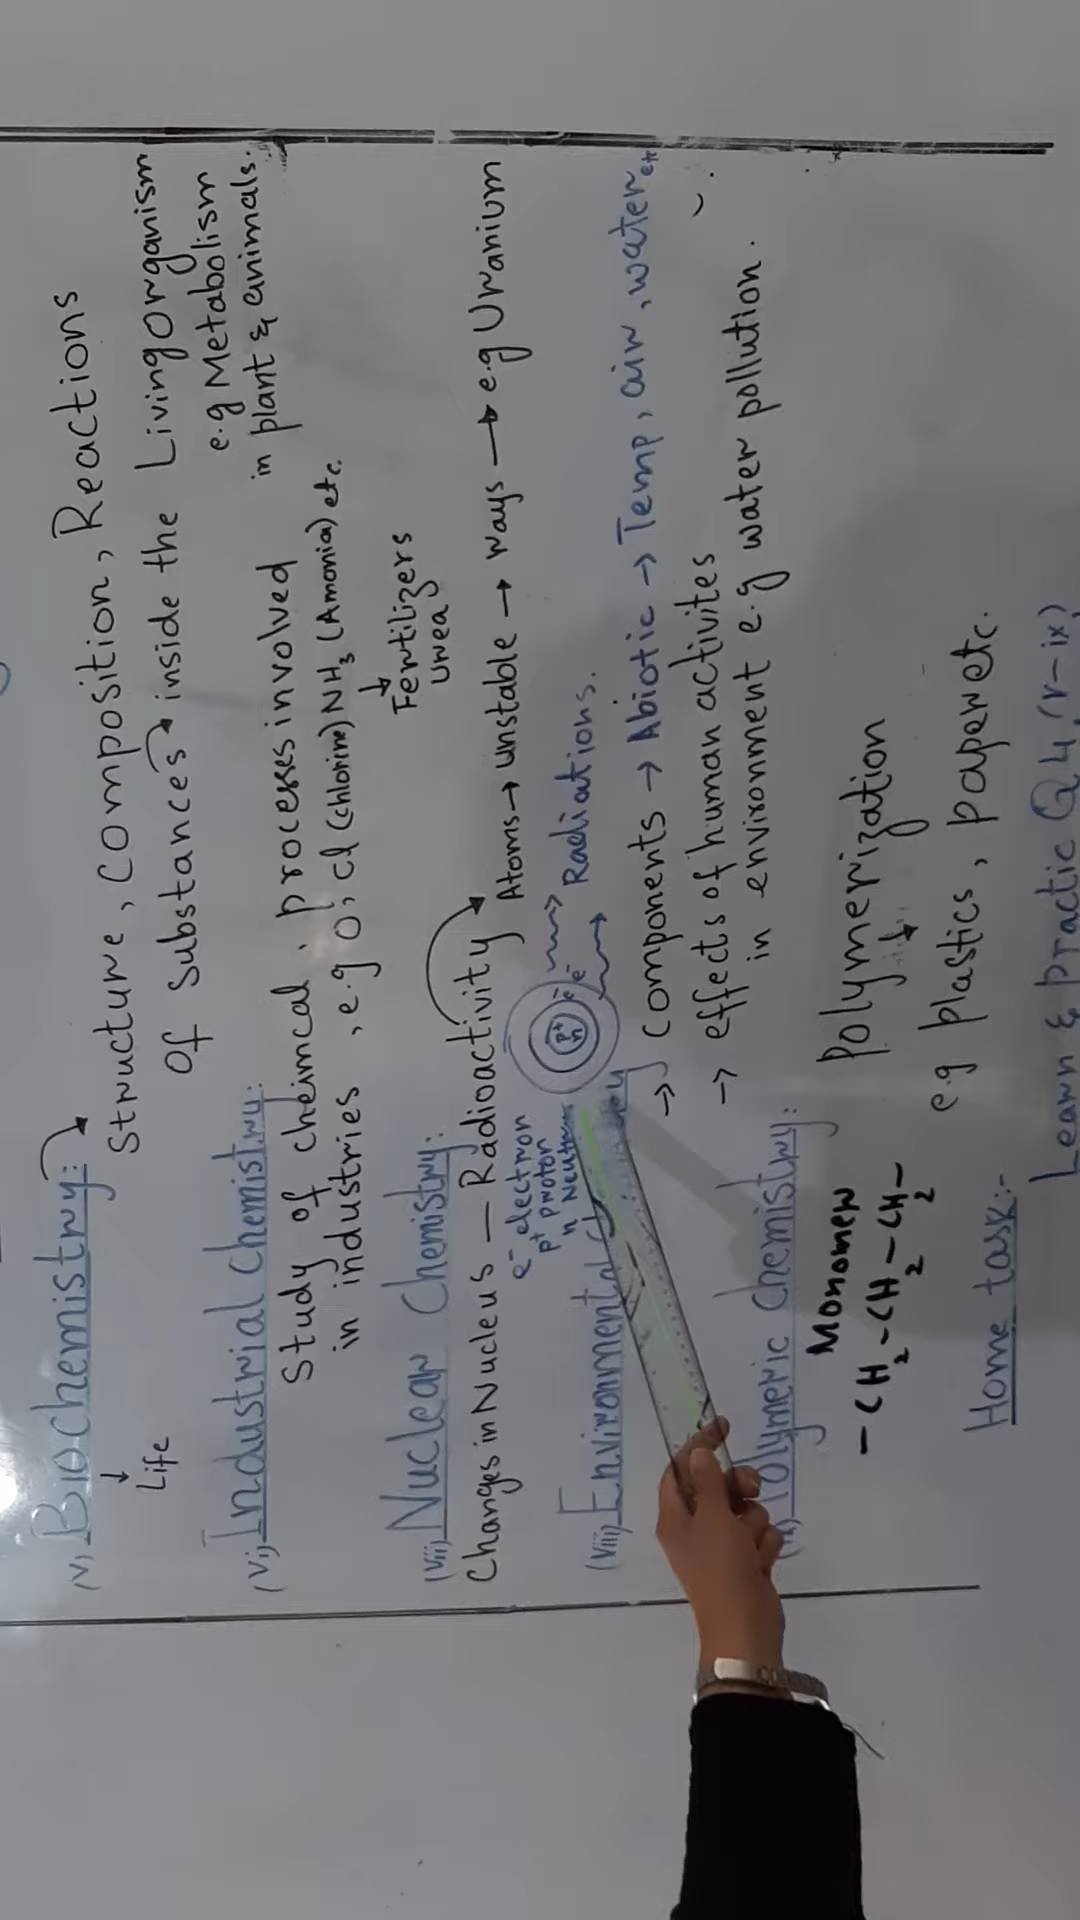 (v) Biochemistry:
Structure, composition, Reactions
Life
of Substances inside the Living Organism
e.g Metabolism
in plant & animals.
(vi) Industrial Chemistry:
Study of cheimcal processes involved
in industries, e.g O, cl (chlorine) NH3 (Amonia) etc.
Fertilizers
Urea
(vii) Nuclear Chemistry:
Changes in Nucleus — Radioactivity
Atoms → unstable → ways → e.g Uranium
e- electron
p+ proton
n Neutr
p+
n
e- e-
Radiations.
(viii) Environmental
→ components → Abiotic → Temp, air, water etc
→ effects of human activites
in environment e.g water pollution.
Polymeric Chemistry:
Monomer
Polymerization
- CH2 - CH2 - CH2 -
e.g plastics, paper etc.
Home task:-
Learn & practic Q4 (v-ix)